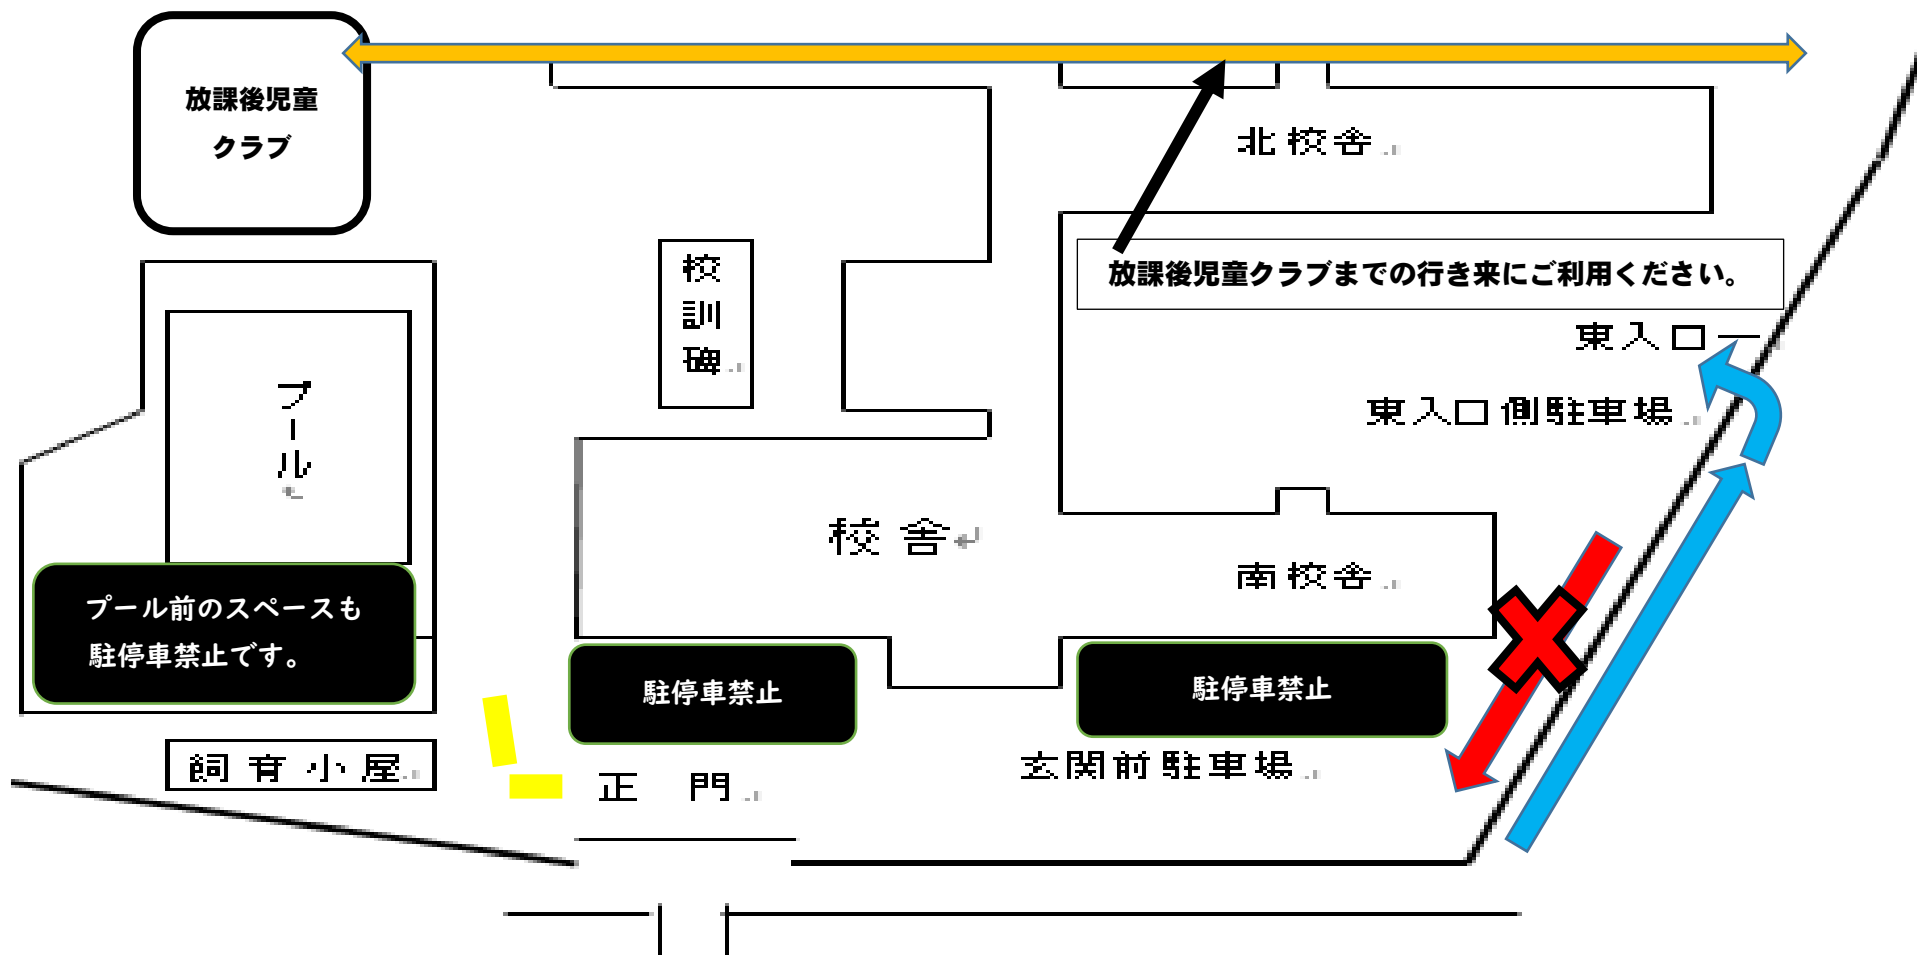 放課後児童
クラブ
北校舎
校
訓
碑
放課後児童クラブまでの行き来にご利用ください。
東入口
プール
東入口側駐車場
校舎
南校舎
プール前のスペースも
駐停車禁止です。
駐停車禁止
駐停車禁止
飼育小屋
正　門
玄関前駐車場